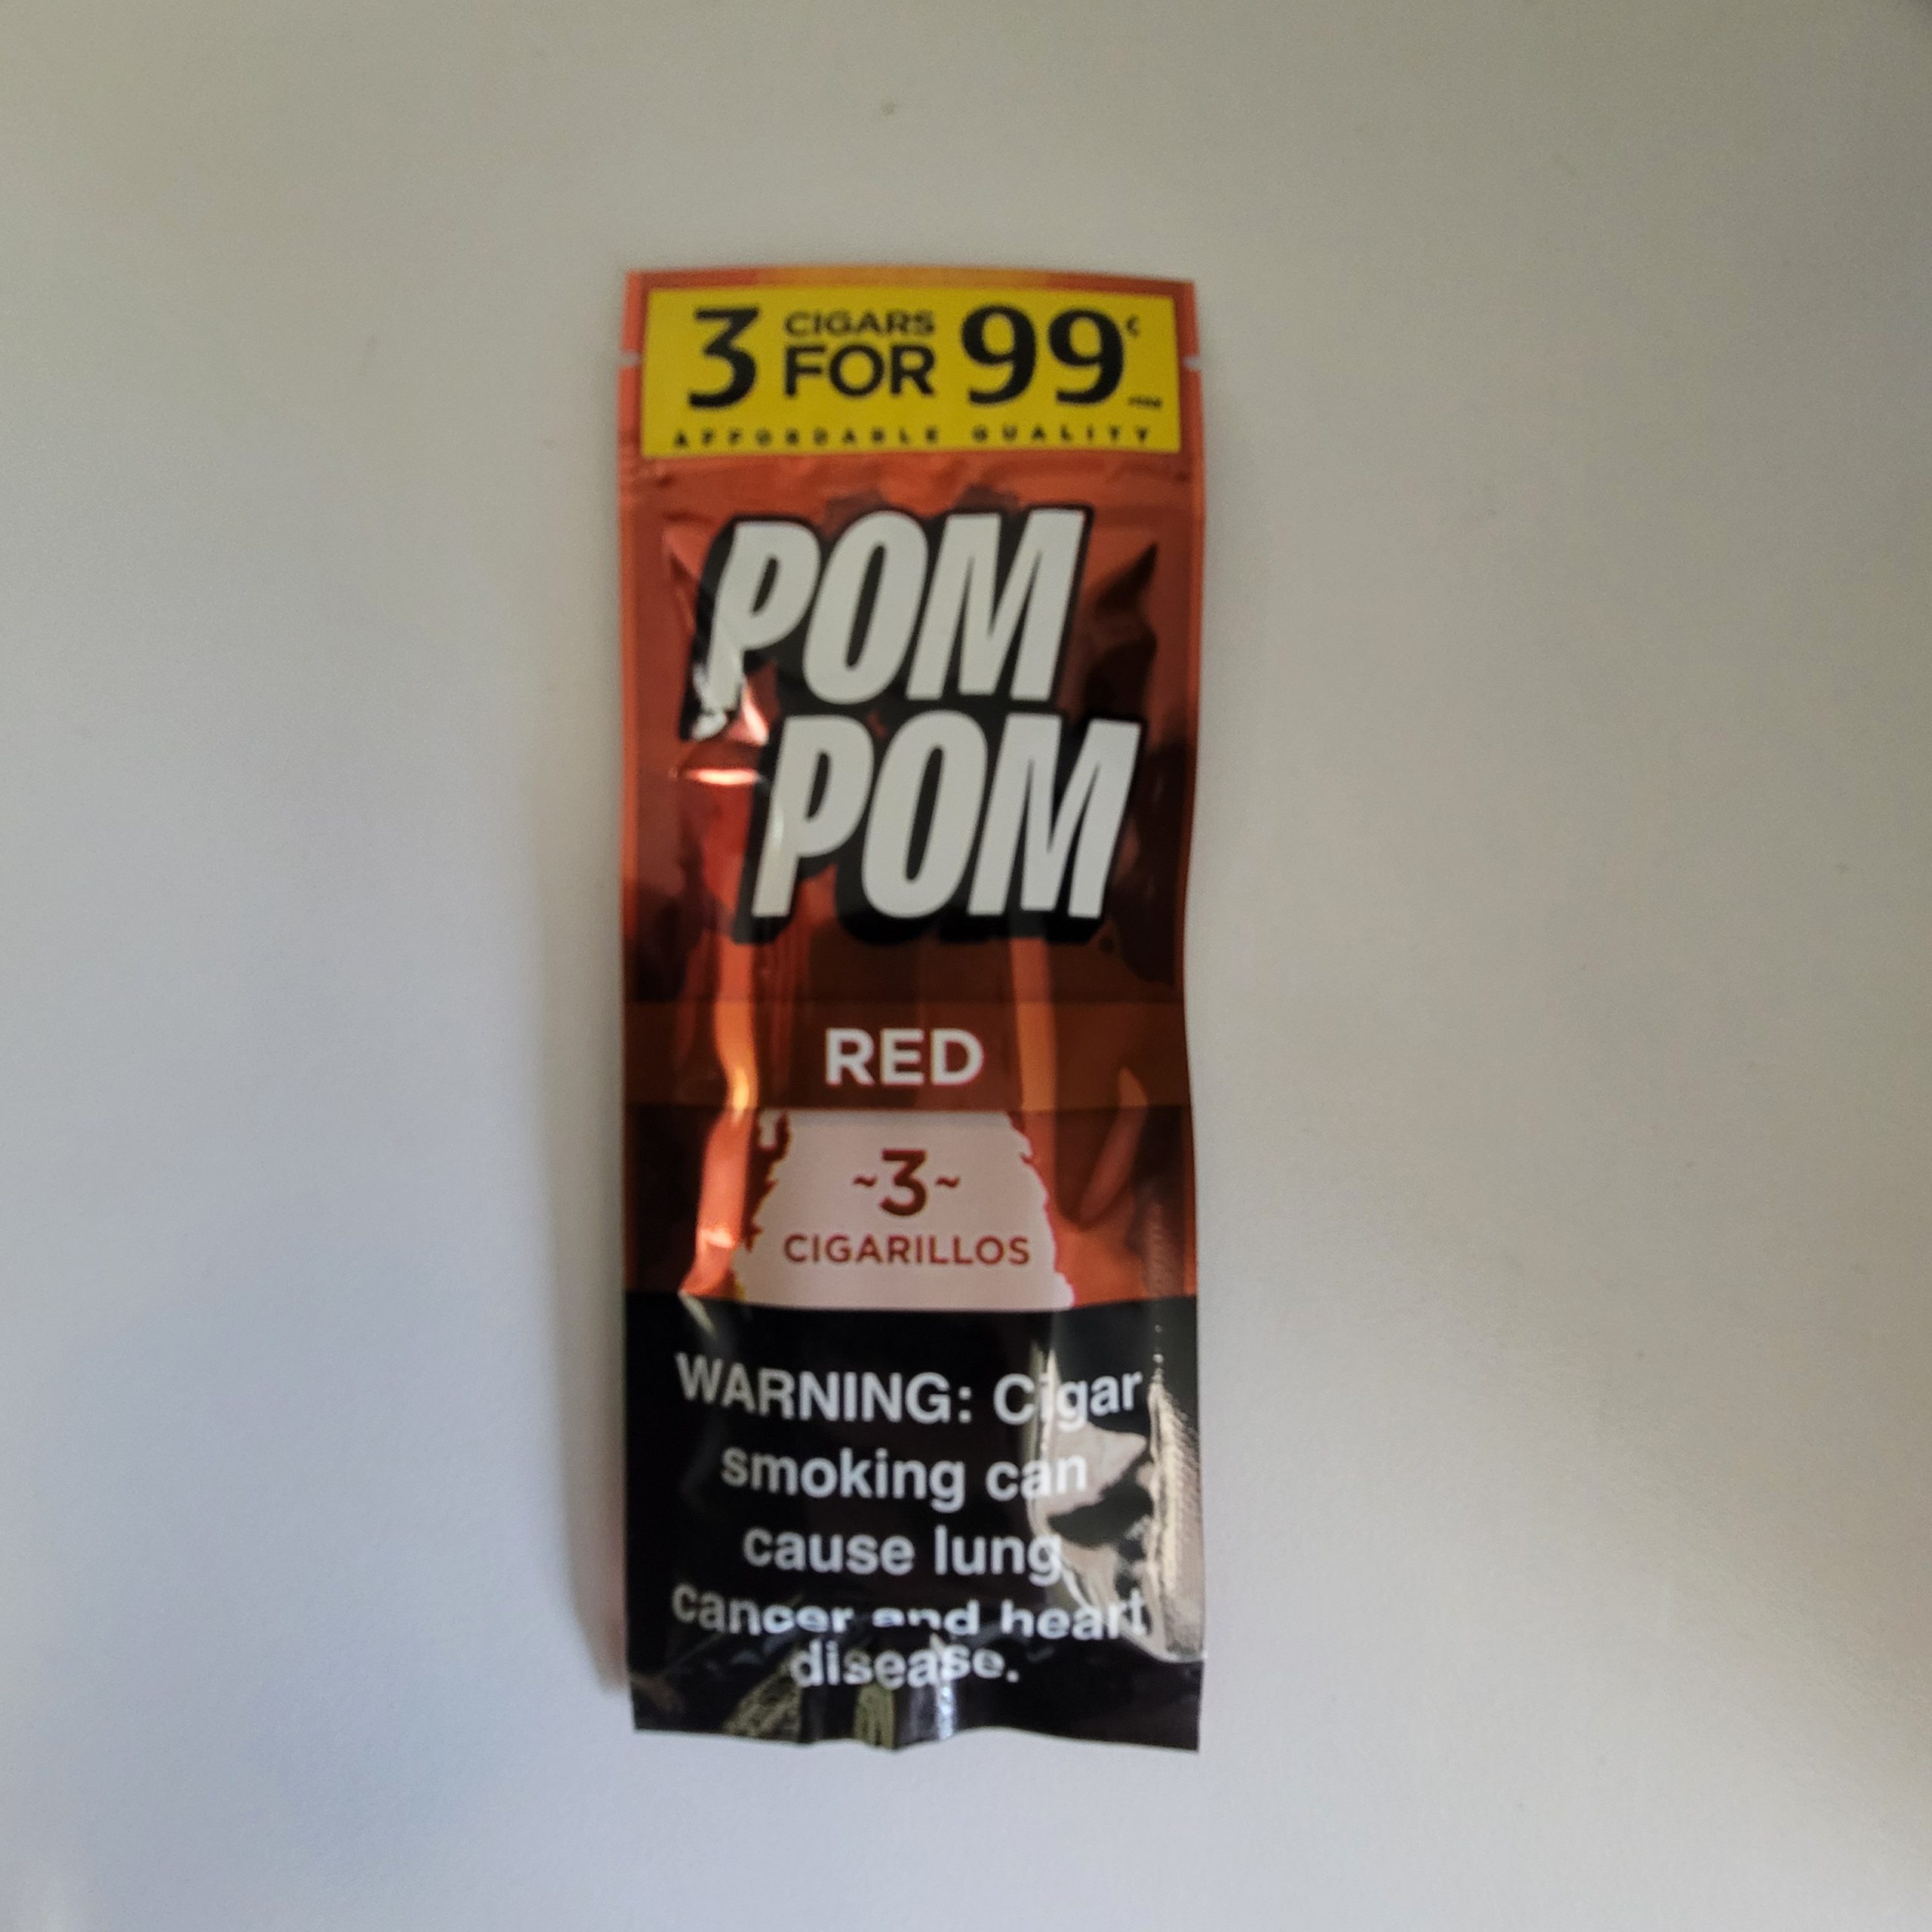 3 CIGARS FOR 99¢
AFFORDABLE QUALITY
POM
POM
RED
~3~
CIGARILLOS
WARNING: Cigar
smoking can
cause lung
cancer and heart
disease.